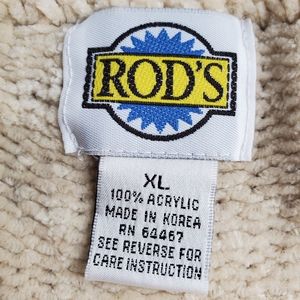 ROD'S
XL
100% ACRYLIC
MADE IN KOREA
RN 64467
SEE REVERSE FOR
CARE INSTRUCTION